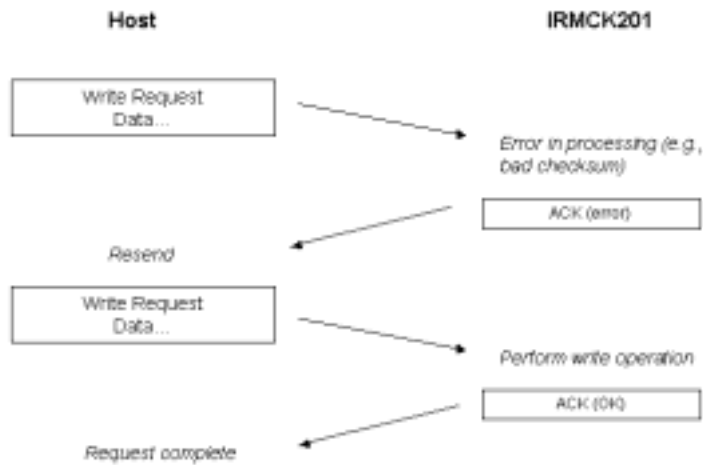 Host IRMCK201
Write Request
Data...
Error in processing (e.g.,
bad checksum)
ACK (error)
Resend
Write Request
Data...
Perform write operation
ACK (OK)
Request complete